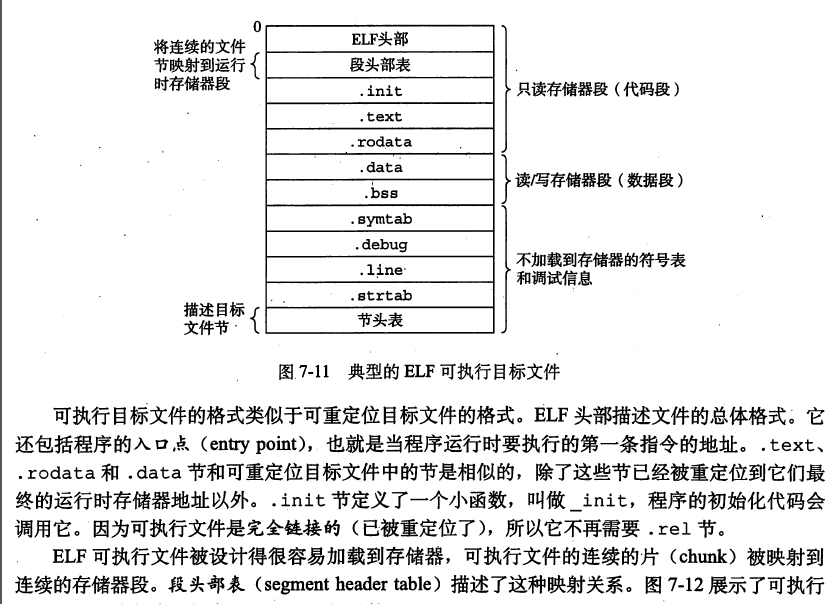 0
将连续的文件
节映射到运行
时存储器段
ELF头部
段头部表
.init
.text
.rodata
只读存储器段（代码段）
.data
.bss
读/写存储器段（数据段）
.symtab
.debug
.line
.strtab
不加载到存储器的符号表
和调试信息
描述目标
文件节
节头表
图 7-11 典型的 ELF 可执行目标文件
可执行目标文件的格式类似于可重定位目标文件的格式。ELF 头部描述文件的总体格式。它
还包括程序的入口点（entry point），也就是当程序运行时要执行的第一条指令的地址。.text、
.rodata 和 .data 节和可重定位目标文件中的节是相似的，除了这些节已经被重定位到它们最
终的运行时存储器地址以外。.init 节定义了一个小函数，叫做 _init，程序的初始化代码会
调用它。因为可执行文件是完全链接的（已被重定位了），所以它不再需要 .rel 节。
ELF 可执行文件被设计得很容易加载到存储器，可执行文件的连续的片（chunk）被映射到
连续的存储器段。段头部表（segment header table）描述了这种映射关系。图 7-12 展示了可执行